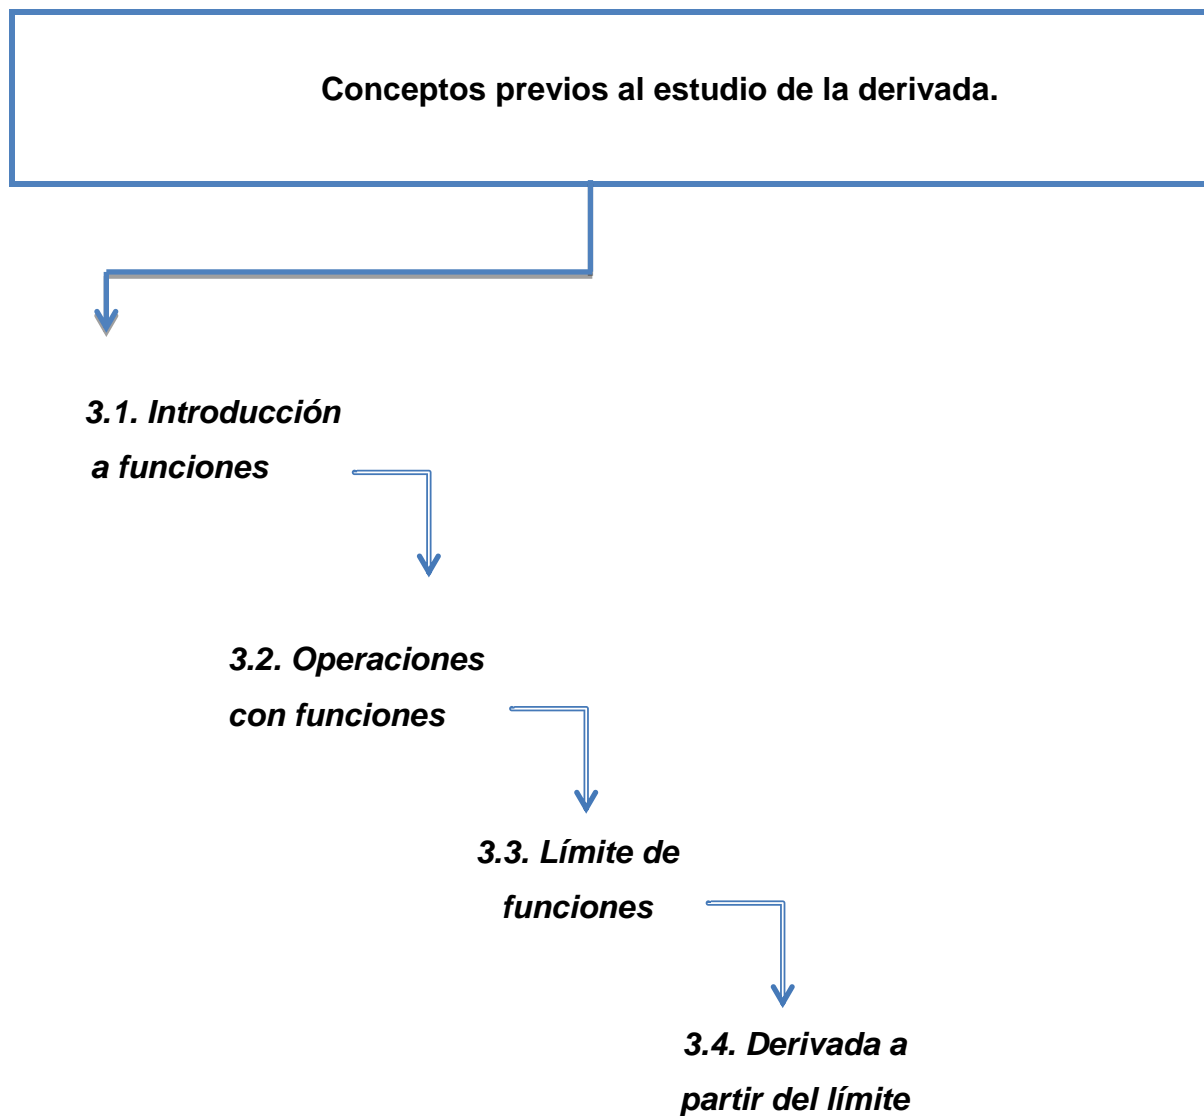 Conceptos previos al estudio de la derivada.
3.1. Introducción
a funciones
3.2. Operaciones
con funciones
3.3. Límite de
funciones
3.4. Derivada a
partir del límite